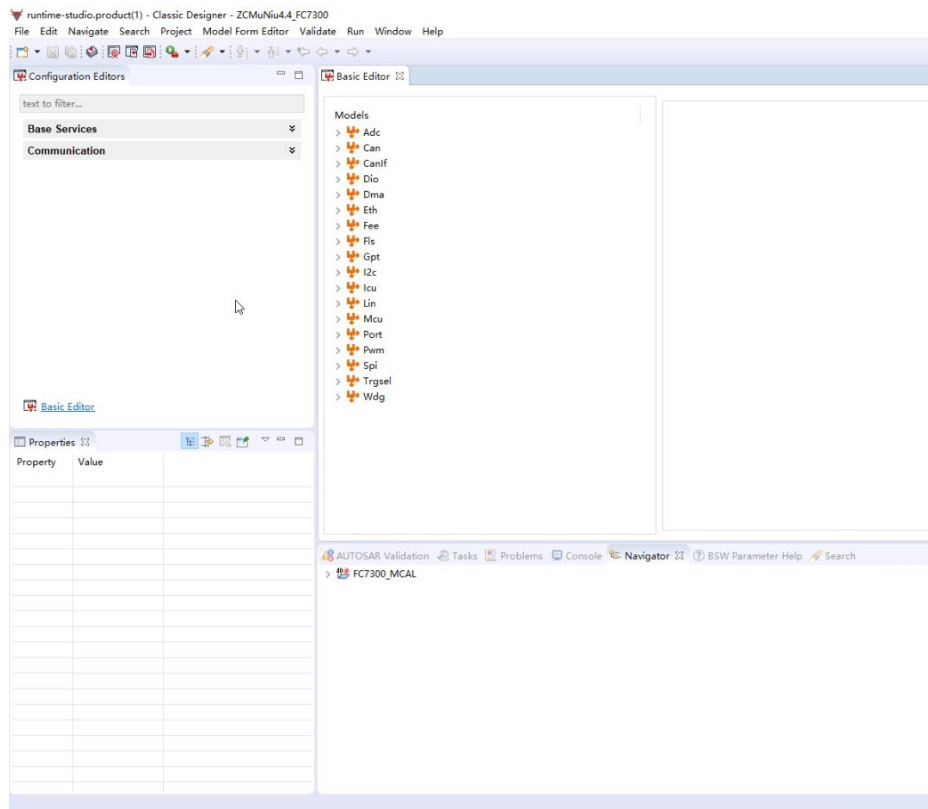 runtime-studio.product(1) - Classic Designer - ZCMuNiu4.4_FC7300
File Edit Navigate Search Project Model Form Editor Validate Run Window Help
Configuration Editors
text to filter...
Base Services
Communication
Basic Editor
Properties
Property Value
Basic Editor
Models
Adc
Can
CanIf
Dio
Dma
Eth
Fee
Fls
Gpt
I2c
Icu
Lin
Mcu
Port
Pwm
Spi
Trgsel
Wdg
AUTOSAR Validation Tasks Problems Console Navigator BSW Parameter Help Search
FC7300_MCAL